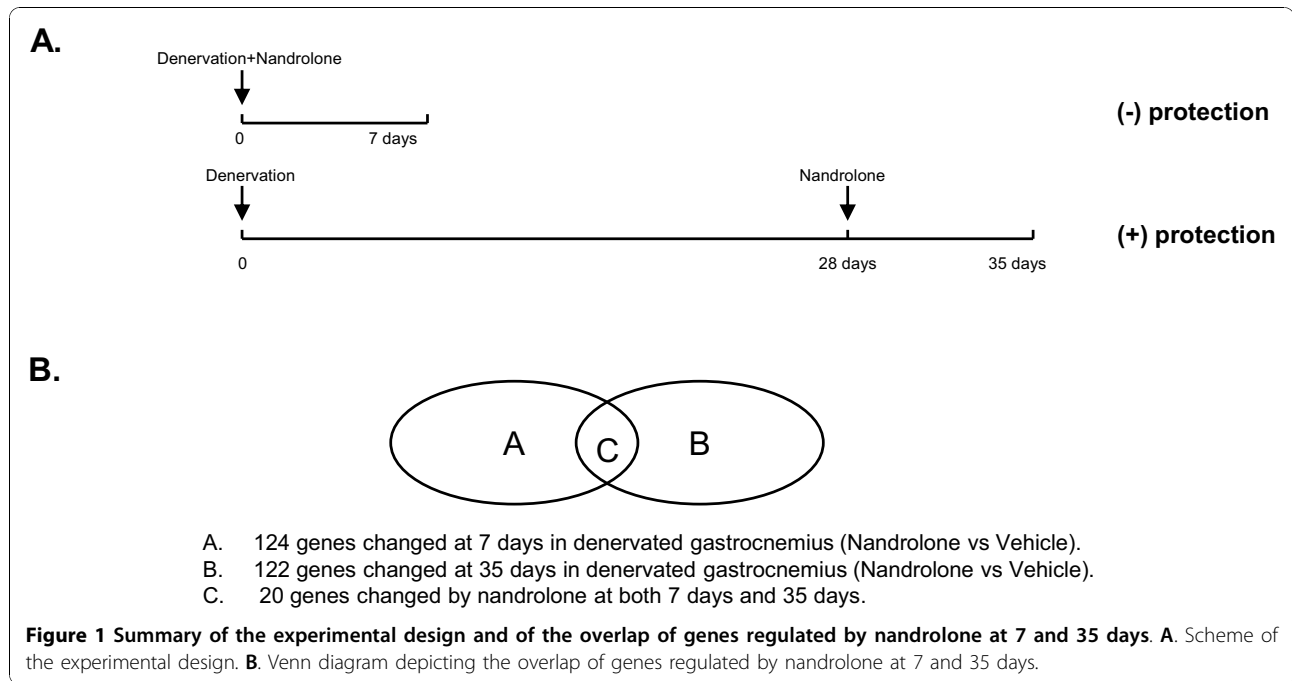 A.
Denervation+Nandrolone
0
7 days
(-) protection
Denervation
Nandrolone
0
28 days
35 days
(+) protection
B.
A
C
B
A. 124 genes changed at 7 days in denervated gastrocnemius (Nandrolone vs Vehicle).
B. 122 genes changed at 35 days in denervated gastrocnemius (Nandrolone vs Vehicle).
C. 20 genes changed by nandrolone at both 7 days and 35 days.
Figure 1 Summary of the experimental design and of the overlap of genes regulated by nandrolone at 7 and 35 days. A. Scheme of
the experimental design. B. Venn diagram depicting the overlap of genes regulated by nandrolone at 7 and 35 days.